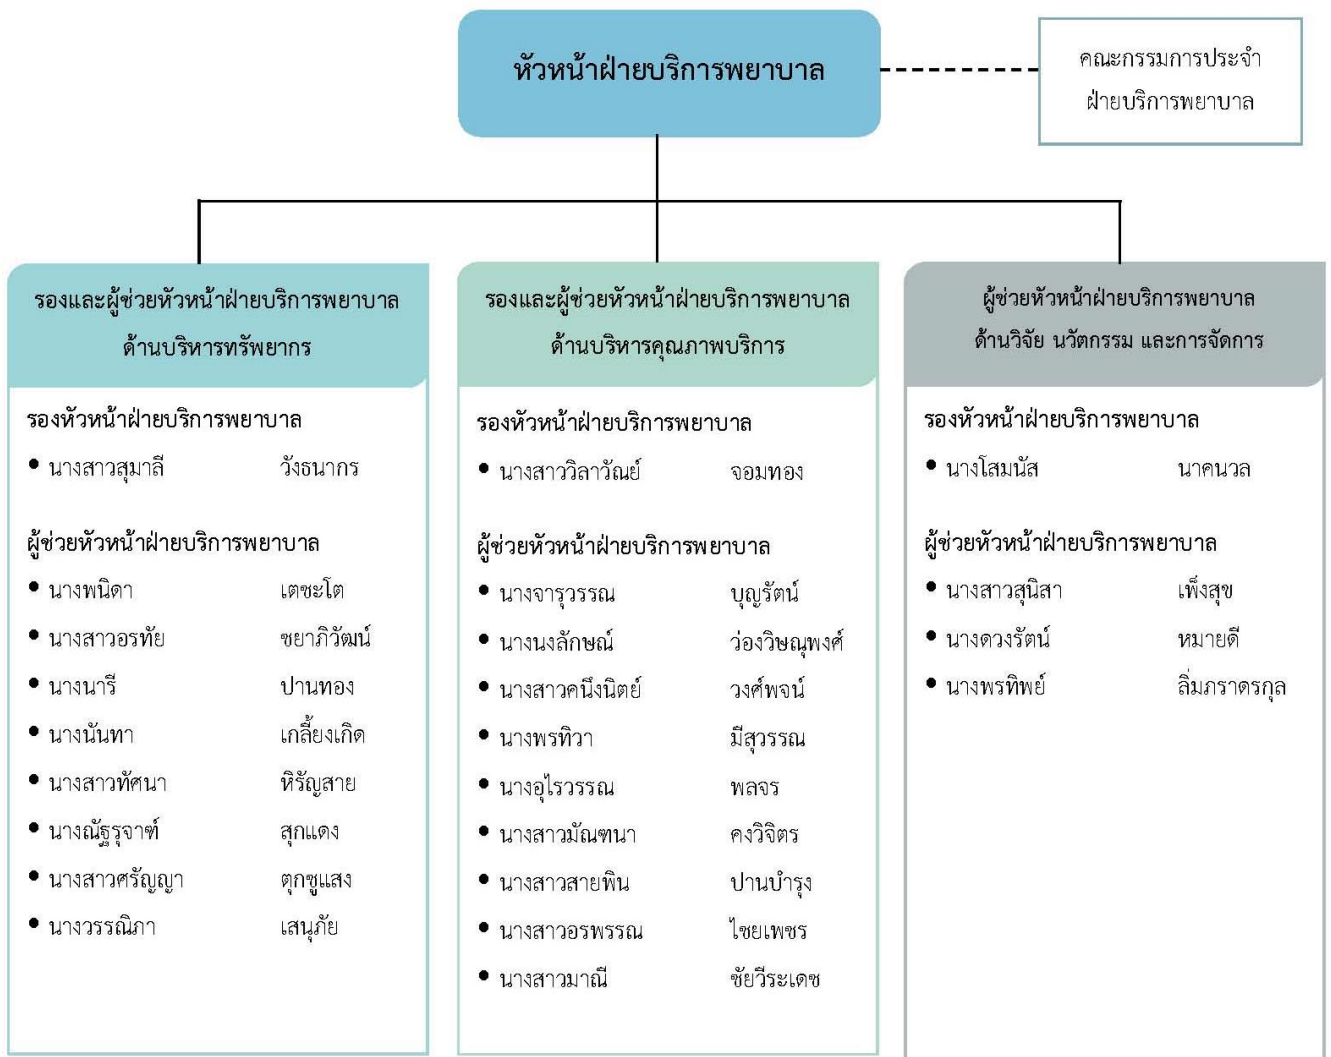 หัวหน้าฝ่ายบริการพยาบาล
คณะกรรมการประจำ
ฝ่ายบริการพยาบาล
รองและผู้ช่วยหัวหน้าฝ่ายบริการพยาบาล
ด้านบริหารทรัพยากร
รองหัวหน้าฝ่ายบริการพยาบาล
• นางสาวสุมาลี วังธนากร
ผู้ช่วยหัวหน้าฝ่ายบริการพยาบาล
• นางพนิดา เตชะโต
• นางสาวอรทัย ชยาภิวัฒน์
• นางนารี ปานทอง
• นางนันทา เกลี้ยงเกิด
• นางสาวทัศนา หิรัญสาย
• นางณัฐรุจาฑ์ สุกแดง
• นางสาวศรัญญา ตุกชูแสง
• นางวรรณิภา เสนุภัย
รองและผู้ช่วยหัวหน้าฝ่ายบริการพยาบาล
ด้านบริหารคุณภาพบริการ
รองหัวหน้าฝ่ายบริการพยาบาล
• นางสาววิลาวัณย์ จอมทอง
ผู้ช่วยหัวหน้าฝ่ายบริการพยาบาล
• นางจารุวรรณ บุญรัตน์
• นางนงลักษณ์ ว่องวิษณุพงศ์
• นางสาวคนึงนิตย์ วงศ์พจน์
• นางพรทิวา มีสุวรรณ
• นางอุไรวรรณ พลจร
• นางสาวมัณฑนา คงวิจิตร
• นางสาวสายพิน ปานบำรุง
• นางสาวอรพรรณ ไชยเพชร
• นางสาวมาณี ชัยวีระเดช
ผู้ช่วยหัวหน้าฝ่ายบริการพยาบาล
ด้านวิจัย นวัตกรรม และการจัดการ
รองหัวหน้าฝ่ายบริการพยาบาล
• นางโสมนัส นาคนวล
ผู้ช่วยหัวหน้าฝ่ายบริการพยาบาล
• นางสาวสุนิสา เพ็งสุข
• นางดวงรัตน์ หมายดี
• นางพรทิพย์ ลิ่มภราดรกุล